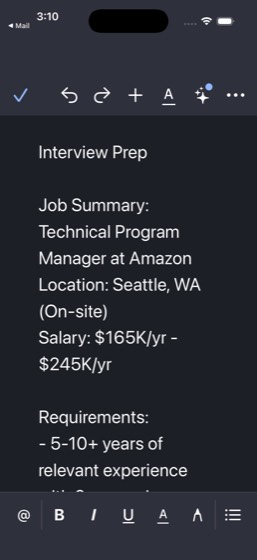 3:10
◂ Mail
A
Interview Prep
Job Summary:
Technical Program
Manager at Amazon
Location: Seattle, WA
(On-site)
Salary: $165K/yr -
$245K/yr
Requirements:
- 5-10+ years of
relevant experience
@ B I U A